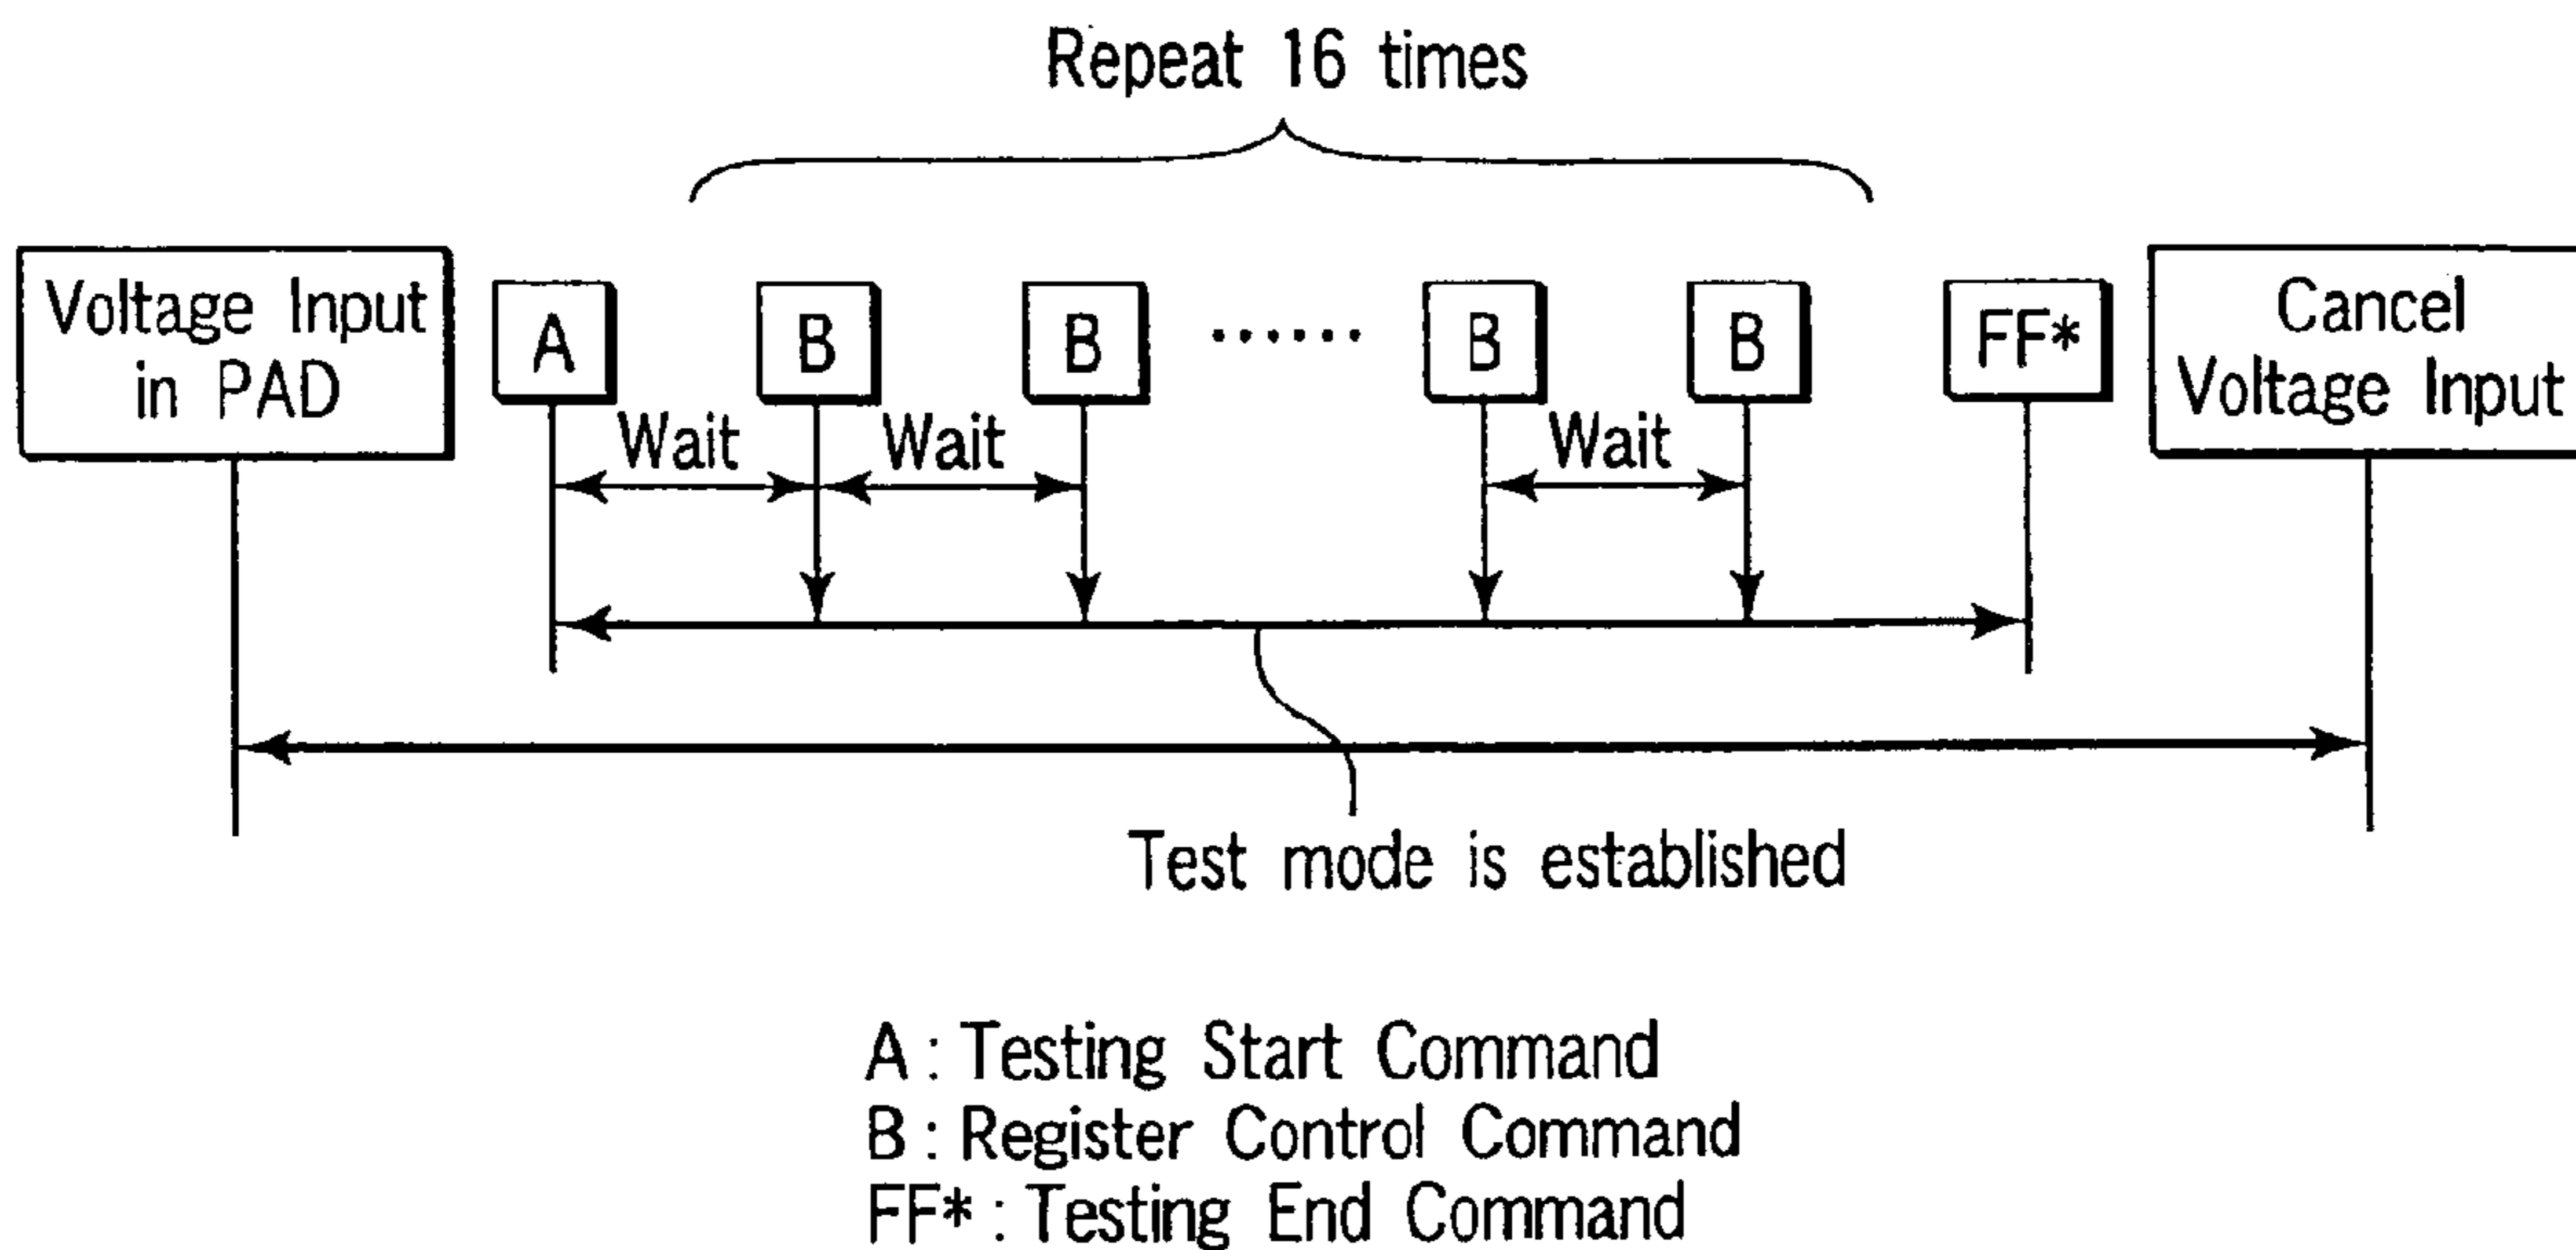 Repeat 16 times
Voltage Input
in PAD
A
B
B
......
B
B
FF*
Cancel
Voltage Input
Wait
Wait
Wait
Test mode is established
A : Testing Start Command
B : Register Control Command
FF* : Testing End Command